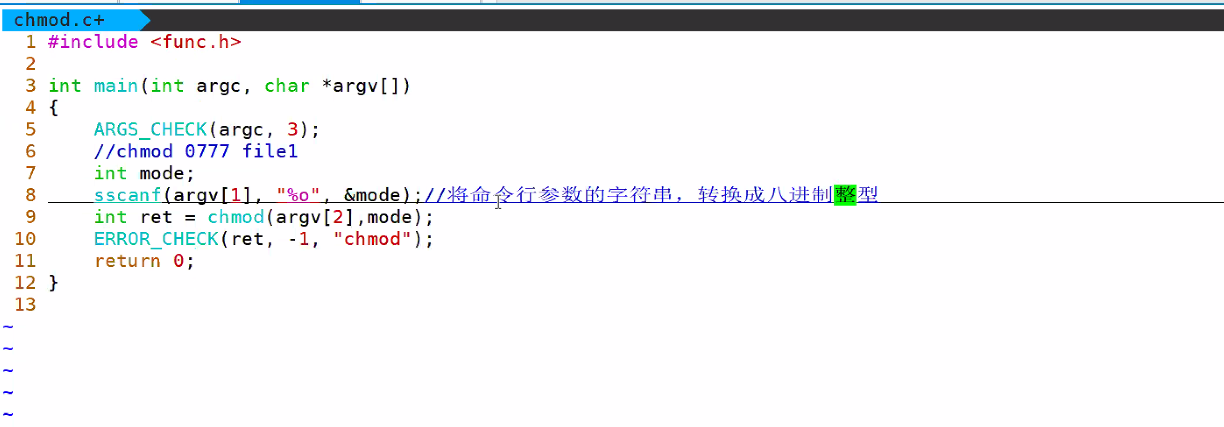 chmod.c+
1 #include <func.h>
2
3 int main(int argc, char *argv[])
4 {
5     ARGS_CHECK(argc, 3);
6     //chmod 0777 file1
7     int mode;
8     sscanf(argv[1], "%o", &mode);//将命令行参数的字符串，转换成八进制整型
9     int ret = chmod(argv[2],mode);
10     ERROR_CHECK(ret, -1, "chmod");
11     return 0;
12 }
13
~
~
~
~
~